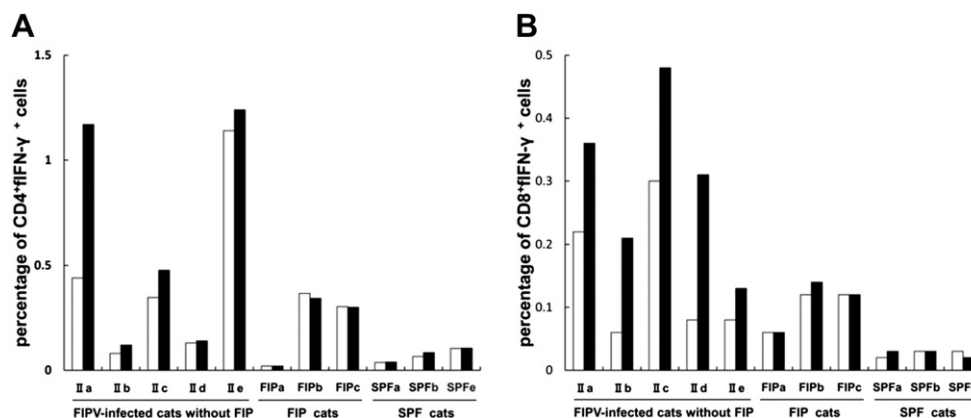 A
percentage of CD4⁺fIFN-γ ⁺ cells
1.5
1
0.5
0
Ⅱa Ⅱb Ⅱc Ⅱd Ⅱe FIPa FIPb FIPc SPFa SPFb SPFe
FIPV-infected cats without FIP FIP cats SPF cats
B
percentage of CD8⁺fIFN-γ ⁺ cells
0.5
0.4
0.3
0.2
0.1
0
Ⅱa Ⅱb Ⅱc Ⅱd Ⅱe FIPa FIPb FIPc SPFa SPFb SPFe
FIPV-infected cats without FIP FIP cats SPF cats